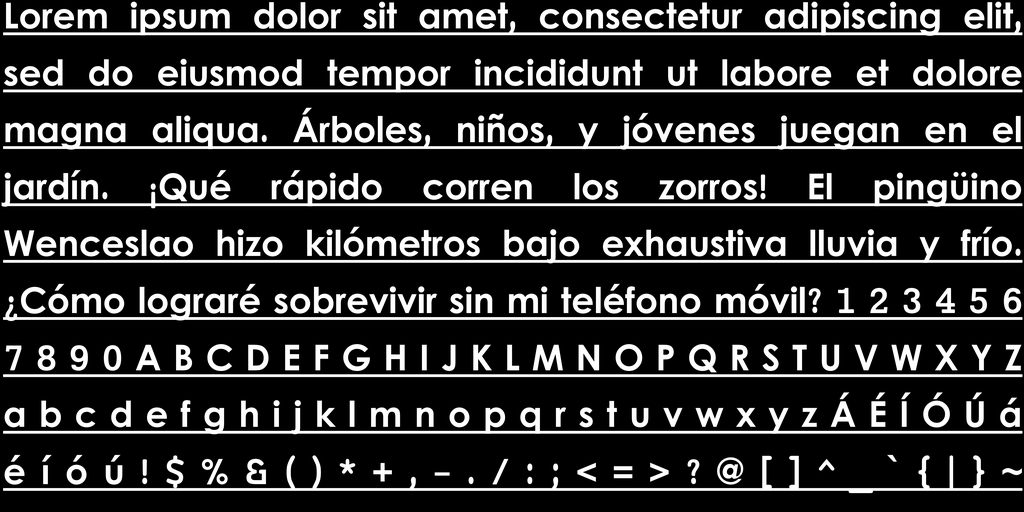 Lorem ipsum dolor sit amet, consectetur adipiscing elit,
sed do eiusmod tempor incididunt ut labore et dolore
magna aliqua. Árboles, niños, y jóvenes juegan en el
jardín. ¡Qué rápido corren los zorros! El pingüino
Wenceslao hizo kilómetros bajo exhaustiva lluvia y frío.
¿Cómo lograré sobrevivir sin mi teléfono móvil? 1 2 3 4 5 6
7 8 9 0 A B C D E F G H I J K L M N O P Q R S T U V W X Y Z
a b c d e f g h i j k l m n o p q r s t u v w x y z Á É Í Ó Ú á
é í ó ú ! $ % & ( ) * + , - . / : ; < = > ? @ [ ] ^ _ ` { | } ~